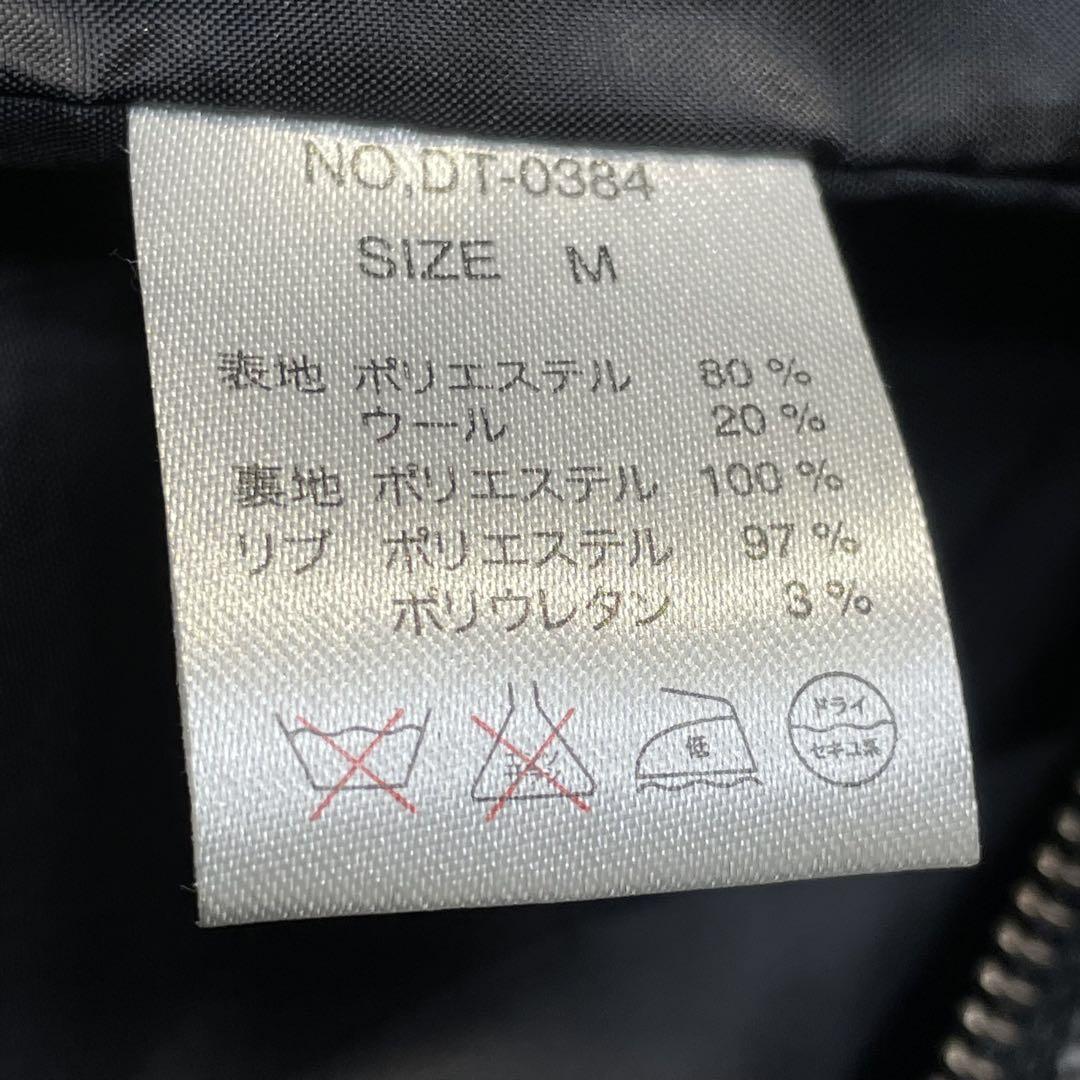 NO,DT-0384
SIZE M
表地 ポリエステル 80 %
ウール 20 %
裏地 ポリエステル 100 %
リブ ポリエステル 97 %
ポリウレタン 3 %
低
ドライ
セキユ系